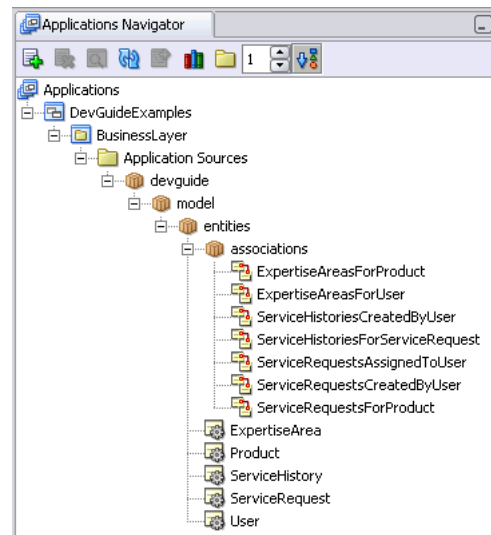 Applications Navigator
1
Applications
DevGuideExamples
BusinessLayer
Application Sources
devguide
model
entities
associations
ExpertiseAreasForProduct
ExpertiseAreasForUser
ServiceHistoriesCreatedByUser
ServiceHistoriesForServiceRequest
ServiceRequestsAssignedToUser
ServiceRequestsCreatedByUser
ServiceRequestsForProduct
ExpertiseArea
Product
ServiceHistory
ServiceRequest
User